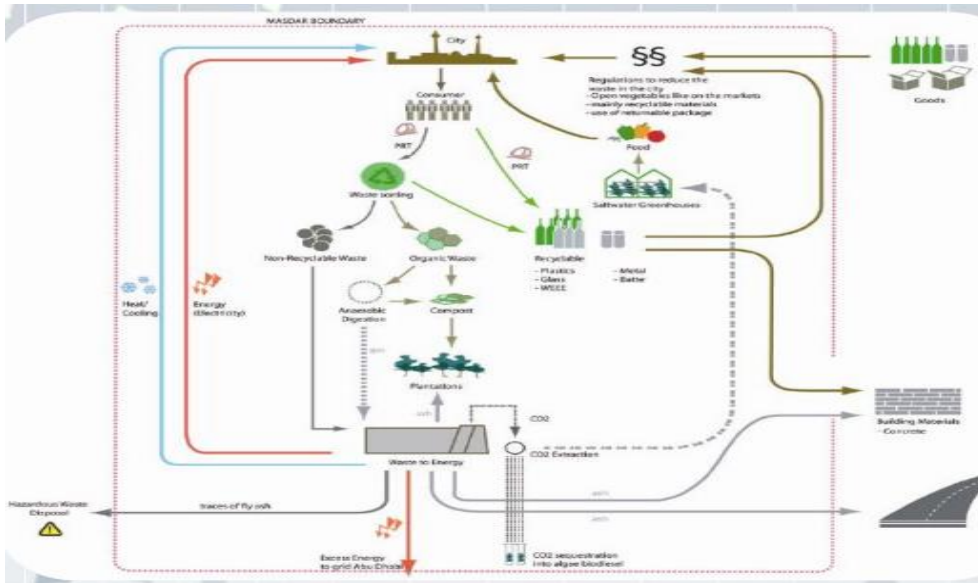 MASDAR BOUNDARY
City
§§
Goods
Regulations to reduce the
waste in the city
- Open vegetables like on the markets
- mainly recyclable materials
- use of returnable package
Consumer
PRT
PRT
Food
Waste sorting
Saltwater Greenhouses
Non-Recyclable Waste
Organic Waste
Recyclable
- Plastics
- Glass
- WEEE
- Metal
- Batte
Heat/
Cooling
Energy
(Electricity)
Anaerobic
Digestion
Compost
Plantations
ash
CO2
CO2 Extraction
Waste to Energy
Building Materials
- Concrete
ash
ash
Hazardous Waste
Disposal
traces of fly ash
Excess Energy
to grid Abu Dhabi
CO2 sequestration
into algae biodiesel